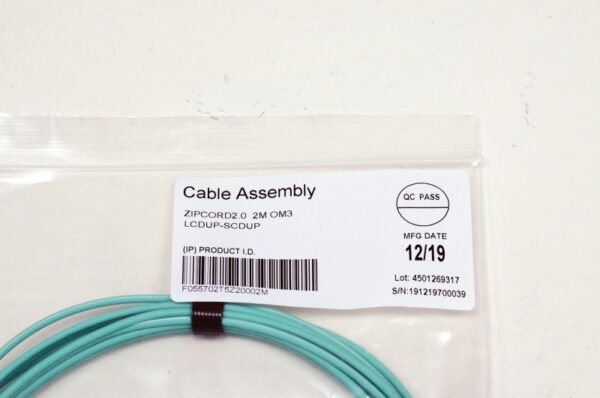 Cable Assembly
ZIPCORD2.0 2M OM3
LCDUP-SCDUP
(IP) PRODUCT I.D.
F055702T5Z20002M
QC PASS
MFG DATE
12/19
Lot: 4501269317
S/N:191219700039